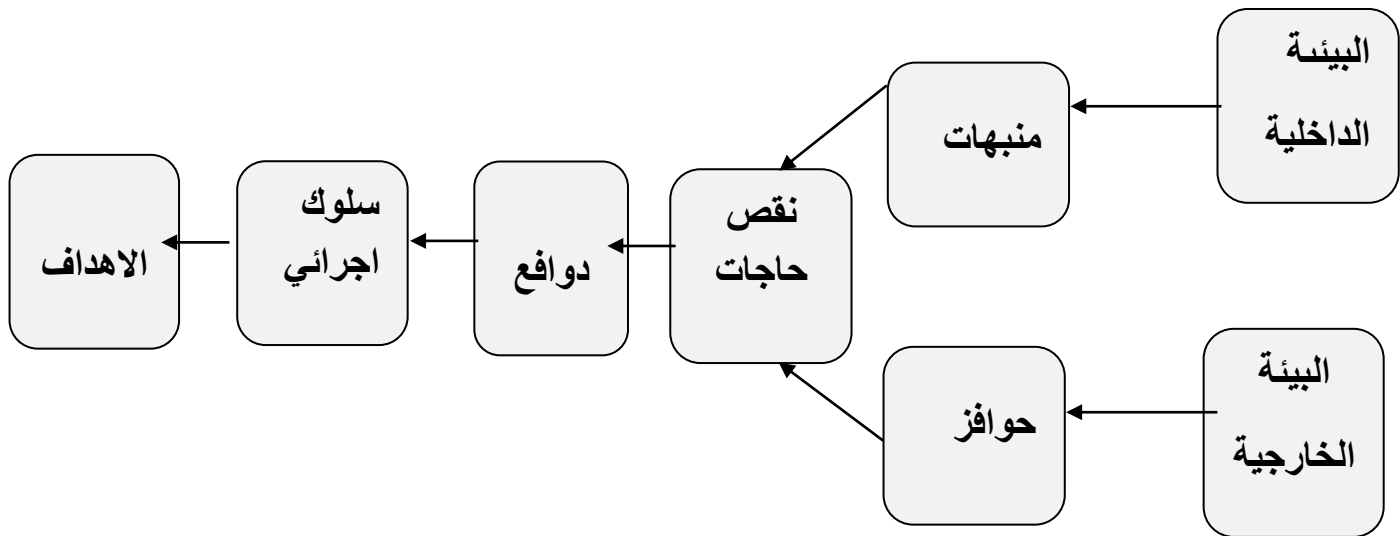 البيئة
الداخلية
منبهات
البيئة
الخارجية
حوافز
نقص
حاجات
دوافع
سلوك
اجرائي
الاهداف